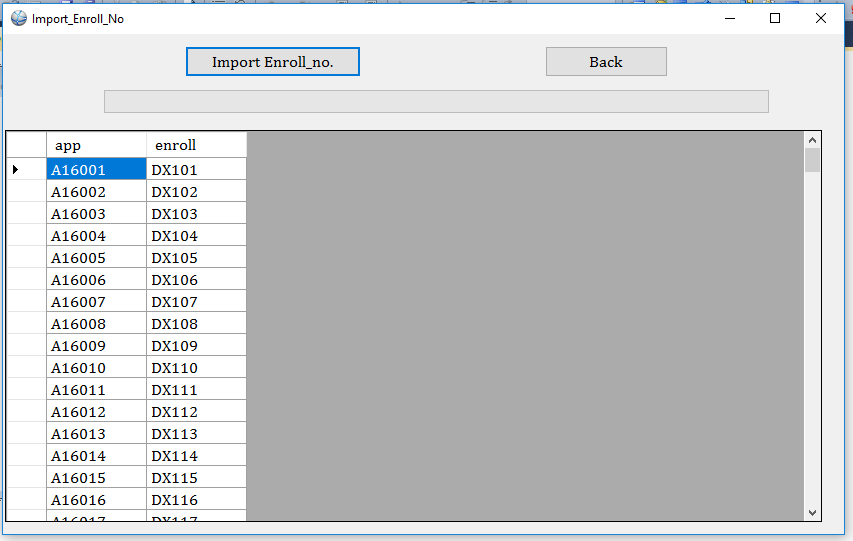 Import_Enroll_No
Import Enroll_no. Back
app enroll
A16001 DX101
A16002 DX102
A16003 DX103
A16004 DX104
A16005 DX105
A16006 DX106
A16007 DX107
A16008 DX108
A16009 DX109
A16010 DX110
A16011 DX111
A16012 DX112
A16013 DX113
A16014 DX114
A16015 DX115
A16016 DX116
A16017 DX117